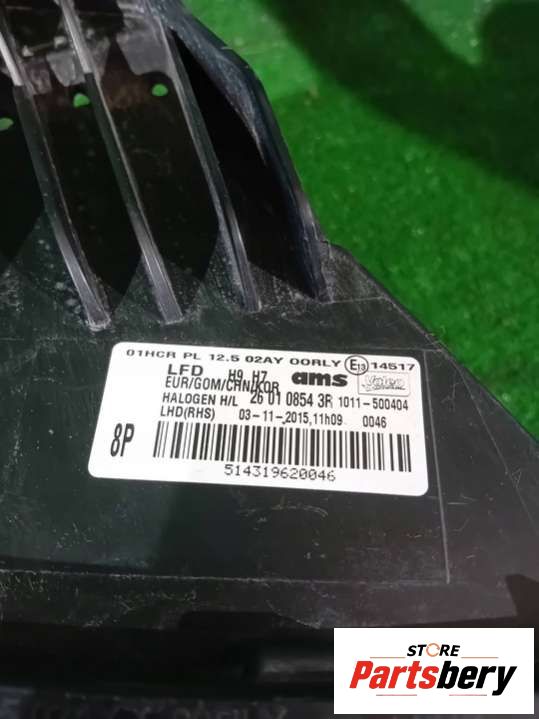 01HCR PL 12.5 02AY 00RLY E13 14517
LFD H9 H7 ams Valeo
EUR/GOM/CHN/KOR
HALOGEN H/L 26 01 0854 3R 1011-500404
LHD(RHS) 03-11-2015,11h09 0046
8P
514319620046
STORE
Partsbery